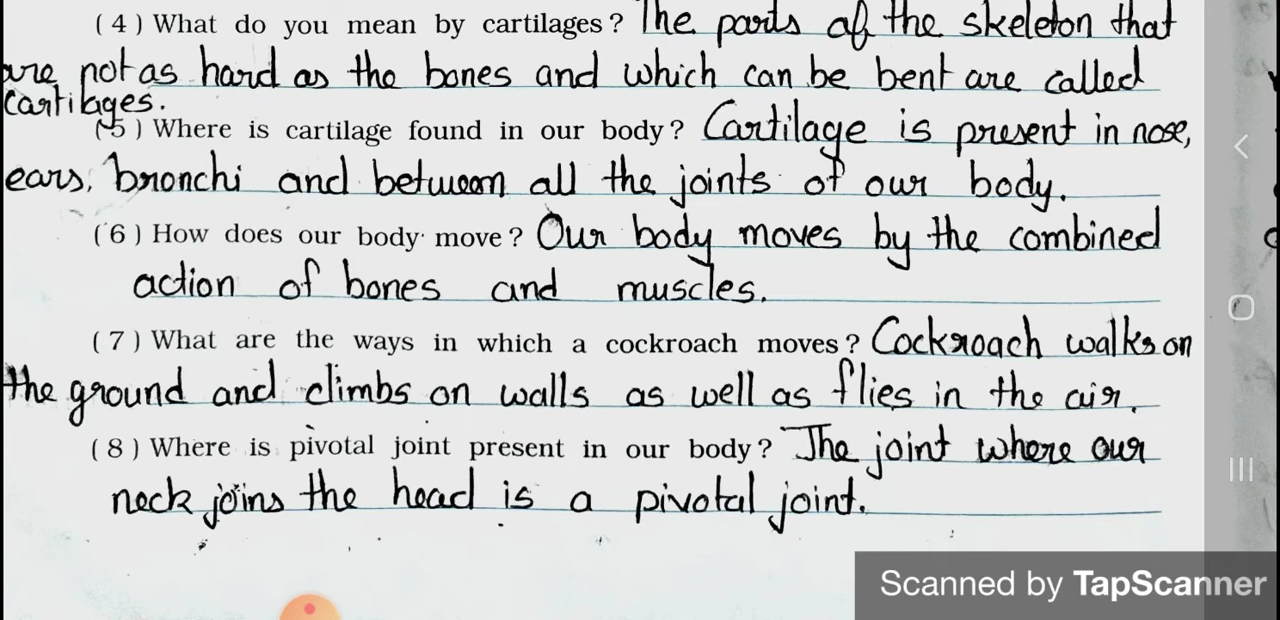 (4) What do you mean by cartilages? The parts of the skeleton that
are not as hard as the bones and which can be bent are called
cartilages.
(5) Where is cartilage found in our body? Cartilage is present in nose,
ears, bronchi and between all the joints of our body.
(6) How does our body move? Our body moves by the combined
action of bones and muscles.
(7) What are the ways in which a cockroach moves? Cockroach walks on
the ground and climbs on walls as well as flies in the air.
(8) Where is pivotal joint present in our body? The joint where our
neck joins the head is a pivotal joint.
Scanned by TapScanner